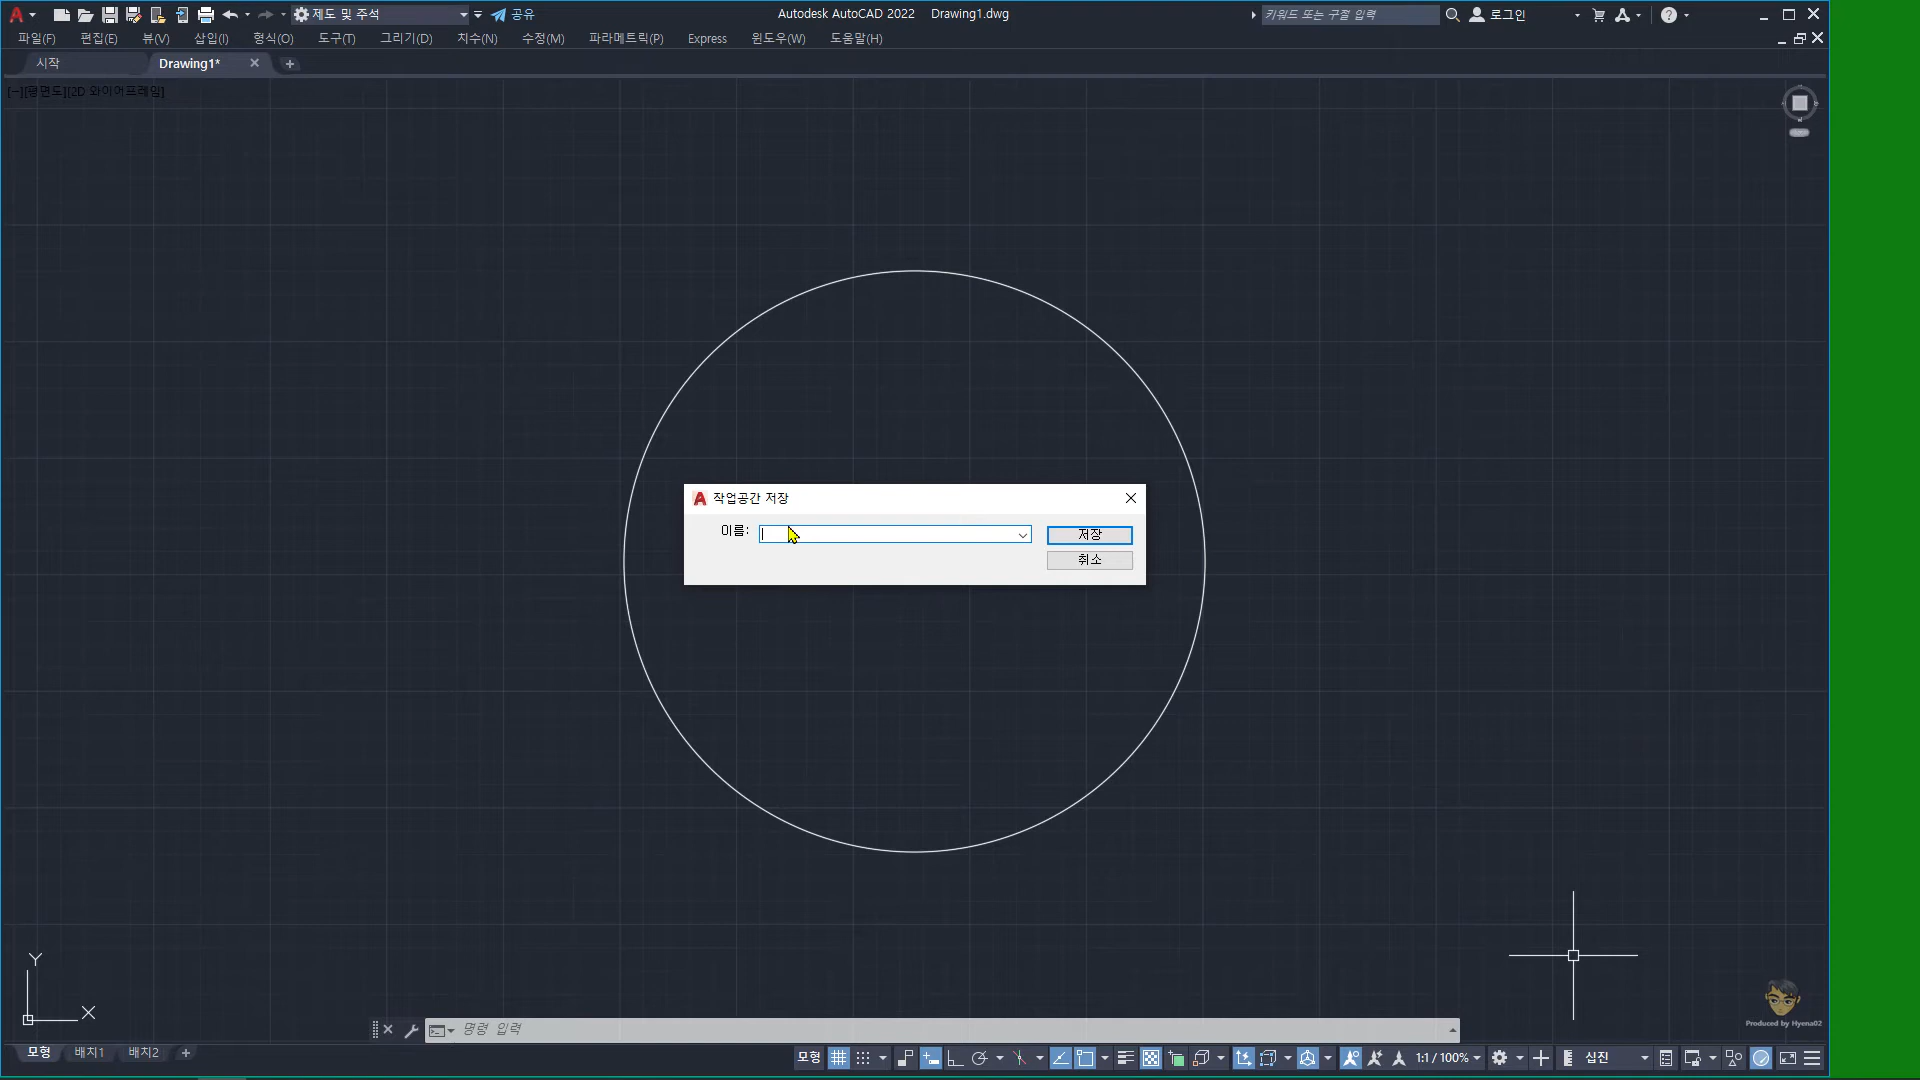 제도 및 주석
공유
Autodesk AutoCAD 2022 Drawing1.dwg
키워드 또는 구절 입력
로그인
파일(F) 편집(E) 뷰(V) 삽입(I) 형식(O) 도구(T) 그리기(D) 치수(N) 수정(M) 파라메트릭(P) Express 윈도우(W) 도움말(H)
시작
Drawing1*
[−][평면도][2D 와이어프레임]
작업공간 저장
이름:
저장
취소
Y
X
Produced by Hyena02
명령 입력
모형 배치1 배치2
모형
1:1 / 100%
십진